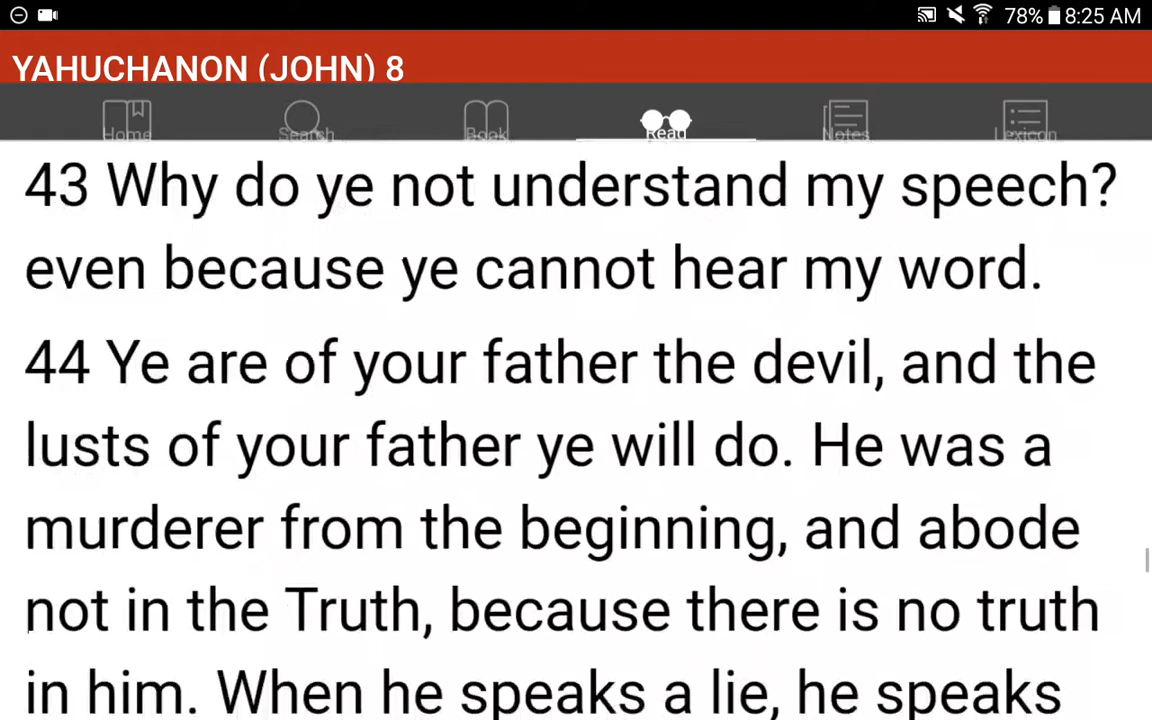 78% 8:25 AM
YAHUCHANON (JOHN) 8
Home Search Book Read Notes Lexicon
43 Why do ye not understand my speech?
even because ye cannot hear my word.
44 Ye are of your father the devil, and the
lusts of your father ye will do. He was a
murderer from the beginning, and abode
not in the Truth, because there is no truth
in him. When he speaks a lie, he speaks